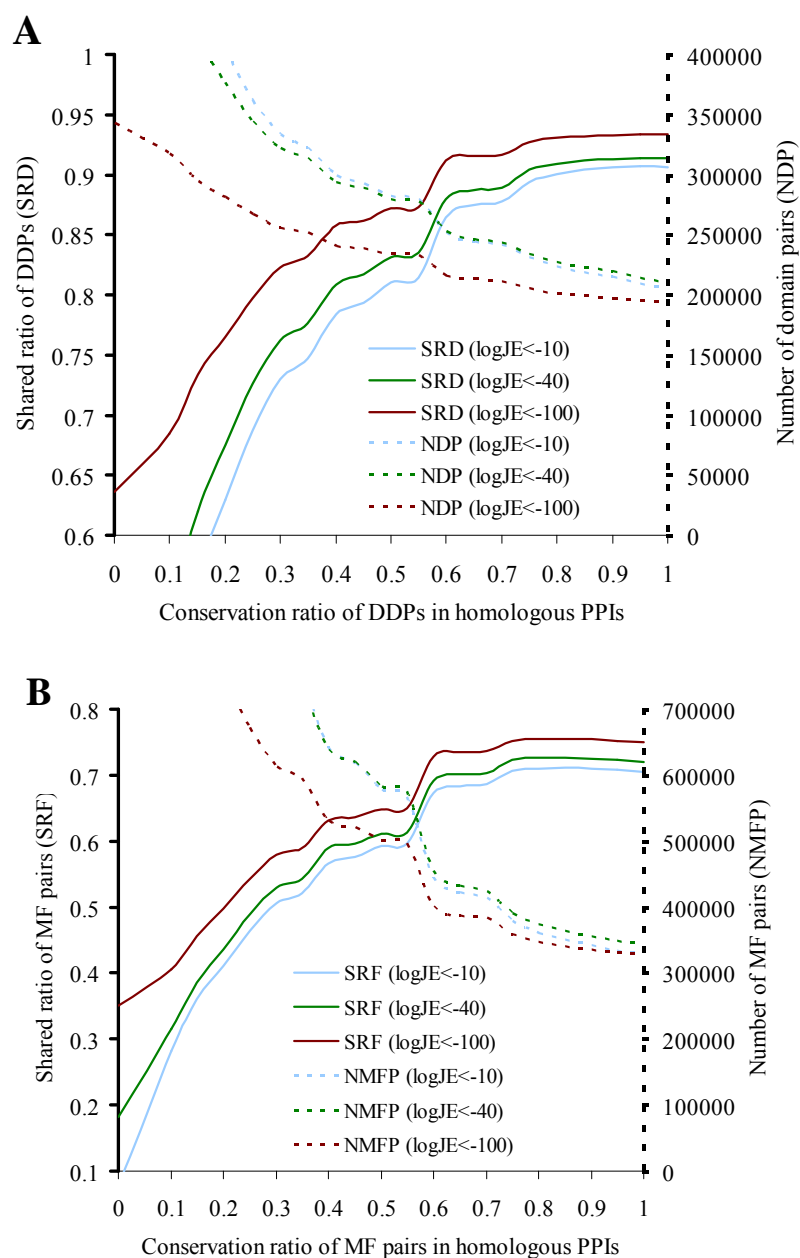 A
Shared ratio of DDPs (SRD)
1
0.95
0.9
0.85
0.8
0.75
0.7
0.65
0.6
400000
350000
300000
250000
200000
150000
100000
50000
0
Number of domain pairs (NDP)
SRD (logJE<-10)
SRD (logJE<-40)
SRD (logJE<-100)
NDP (logJE<-10)
NDP (logJE<-40)
NDP (logJE<-100)
0 0.1 0.2 0.3 0.4 0.5 0.6 0.7 0.8 0.9 1
Conservation ratio of DDPs in homologous PPIs
B
Shared ratio of MF pairs (SRF)
0.8
0.7
0.6
0.5
0.4
0.3
0.2
0.1
700000
600000
500000
400000
300000
200000
100000
0
Number of MF pairs (NMFP)
SRF (logJE<-10)
SRF (logJE<-40)
SRF (logJE<-100)
NMFP (logJE<-10)
NMFP (logJE<-40)
NMFP (logJE<-100)
0 0.1 0.2 0.3 0.4 0.5 0.6 0.7 0.8 0.9 1
Conservation ratio of MF pairs in homologous PPIs